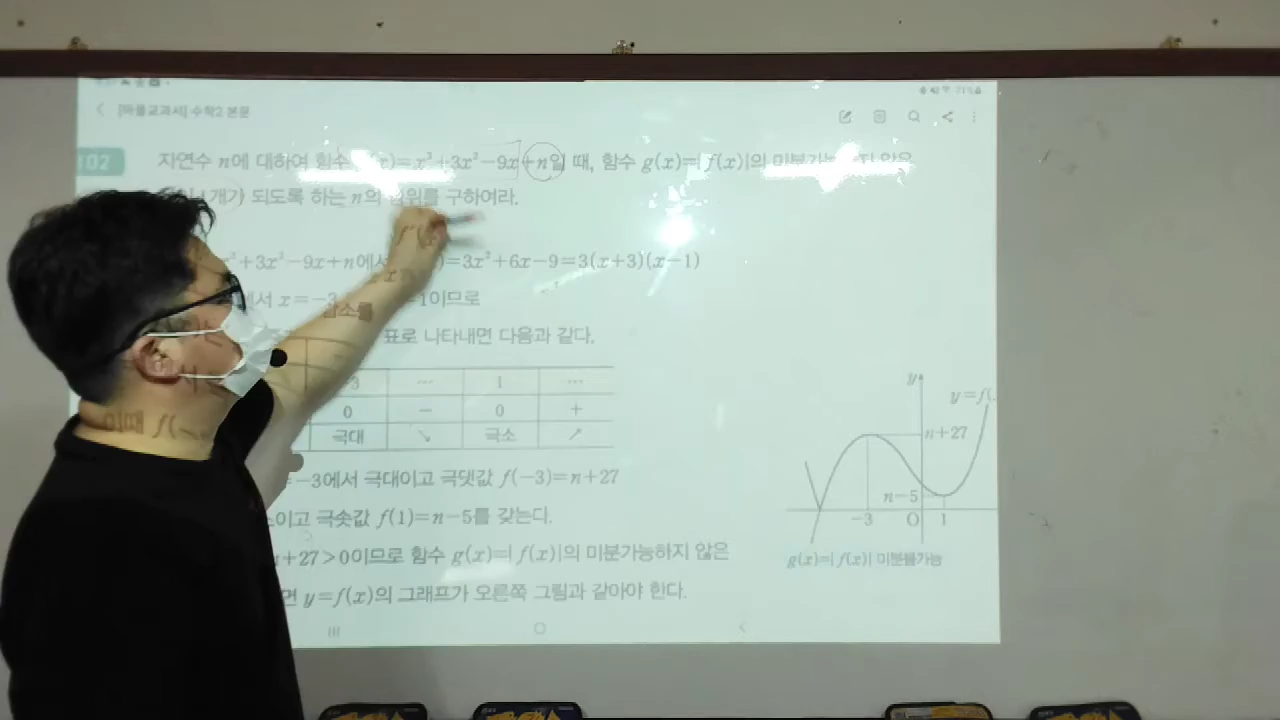 [마플교과서] 수학2 본문
102
자연수 n에 대하여 함수 (x)=x³+3x²-9x+n일 때, 함수 g(x)=|f(x)|의 미분가능하지 않은
개가 되도록 하는 n의 범위를 구하여라.
x³+3x²-9x+n에서 )=3x²+6x-9=3(x+3)(x-1)
에서 x=-3 1이므로
표로 나타내면 다음과 같다.
3 ⋯ 1 ⋯
0 - 0 +
극대 ↘ 극소 ↗
=-3에서 극대이고 극댓값 f(-3)=n+27
이고 극솟값 f(1)=n-5를 갖는다.
n+27>0이므로 함수 g(x)=|f(x)|의 미분가능하지 않은
면 y=f(x)의 그래프가 오른쪽 그림과 같아야 한다.
y
y=f(
n+27
n-5
-3 O 1
g(x)=|f(x)| 미분불가능